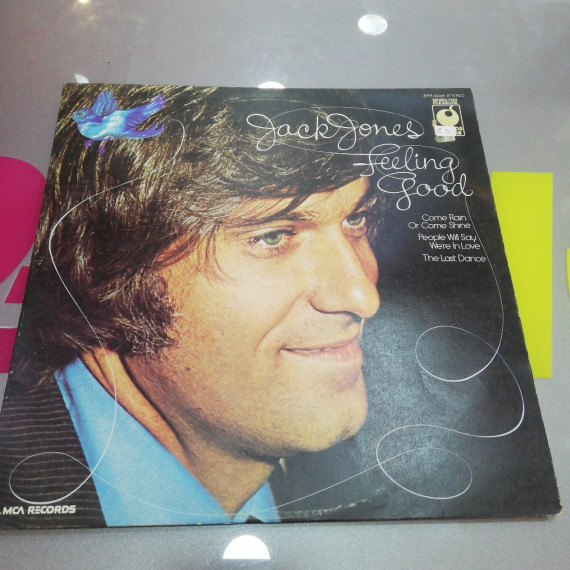 STEREO
Jack Jones
Feeling
Good
Come Rain
Or Come Shine
People Will Say
We're In Love
The Last Dance
MCA RECORDS